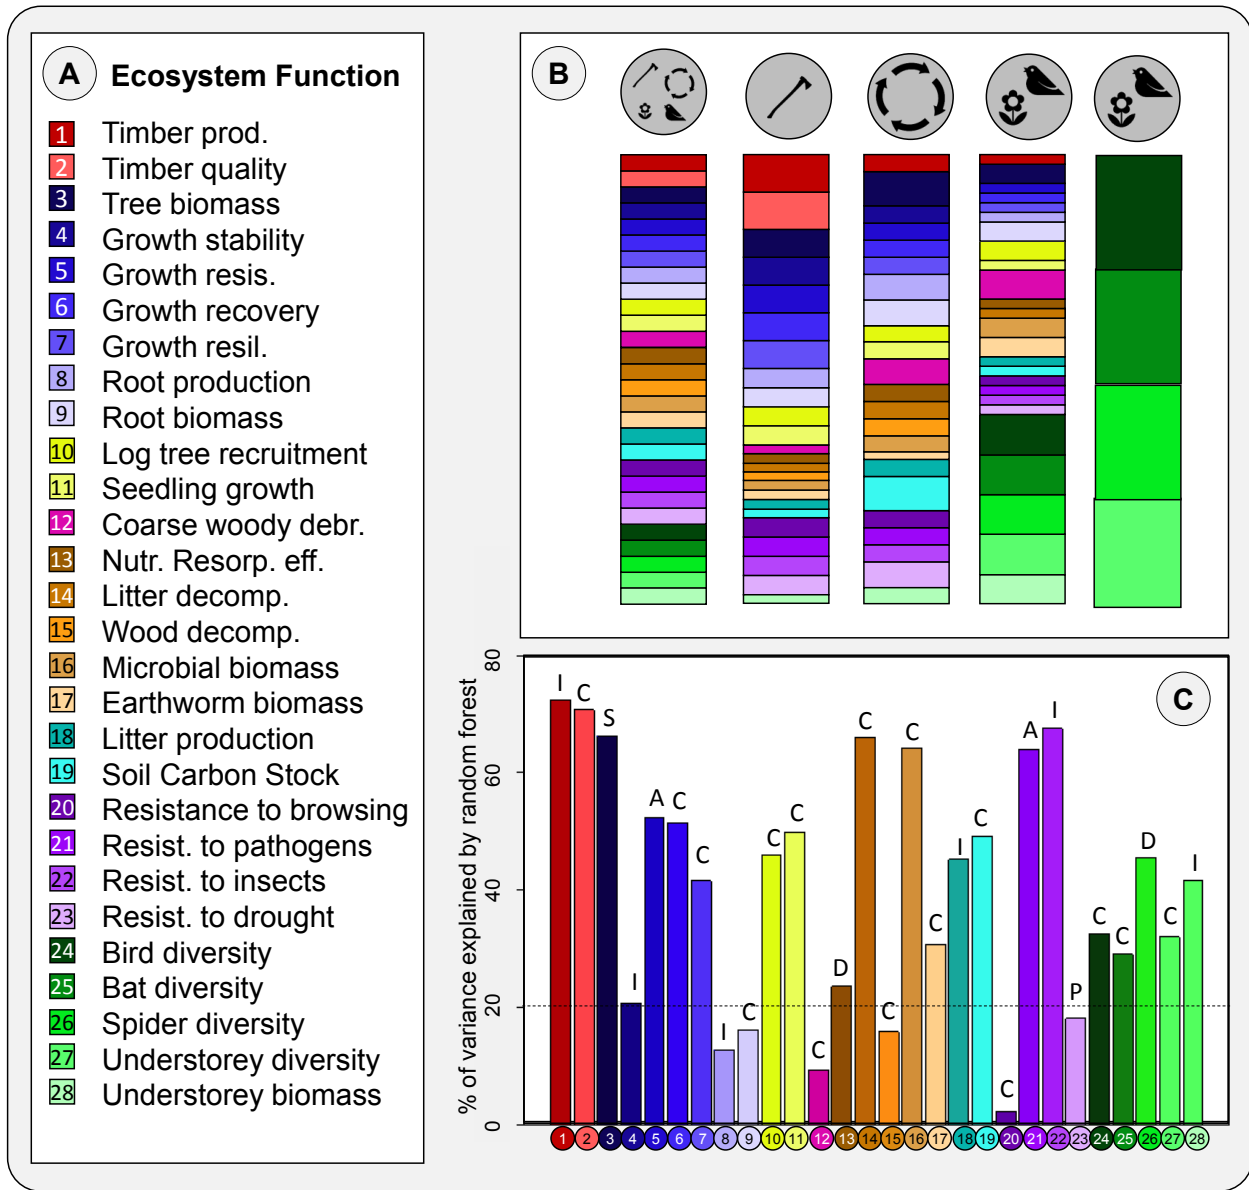 A Ecosystem Function
1 Timber prod.
2 Timber quality
3 Tree biomass
4 Growth stability
5 Growth resis.
6 Growth recovery
7 Growth resil.
8 Root production
9 Root biomass
10 Log tree recruitment
11 Seedling growth
12 Coarse woody debr.
13 Nutr. Resorp. eff.
14 Litter decomp.
15 Wood decomp.
16 Microbial biomass
17 Earthworm biomass
18 Litter production
19 Soil Carbon Stock
20 Resistance to browsing
21 Resist. to pathogens
22 Resist. to insects
23 Resist. to drought
24 Bird diversity
25 Bat diversity
26 Spider diversity
27 Understorey diversity
28 Understorey biomass
B
C
% of variance explained by random forest
80
60
40
20
0
I C S I A C C I C C C C D C C C C I C C A I P C C D C I
1 2 3 4 5 6 7 8 9 10 11 12 13 14 15 16 17 18 19 20 21 22 23 24 25 26 27 28